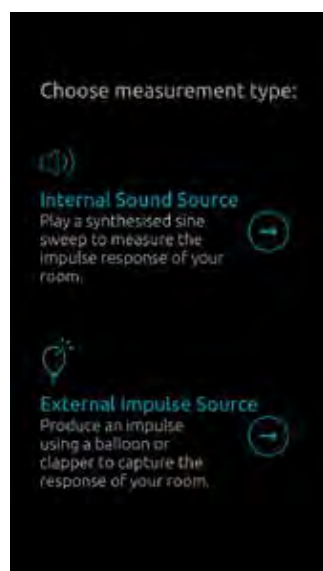 Choose measurement type:
Internal Sound Source
Play a synthesised sine
sweep to measure the
impulse response of your
room.
External Impulse Source
Produce an impulse
using a balloon or
clapper to capture the
response of your room.